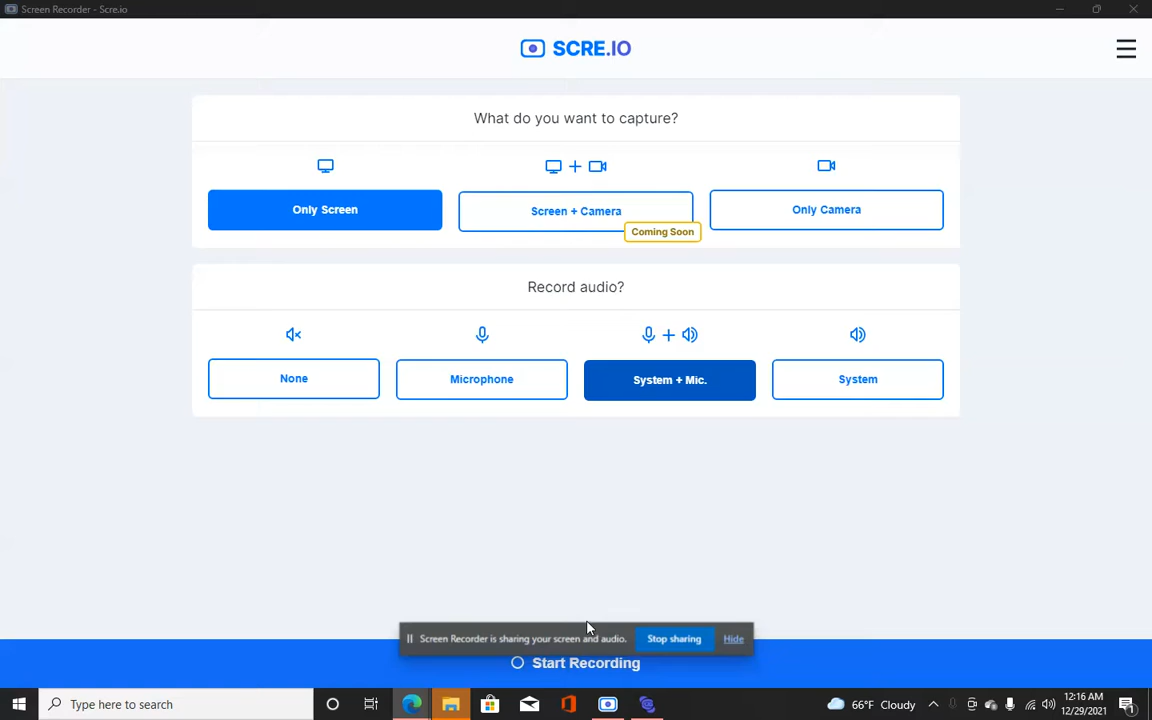 Screen Recorder - Scre.io
SCRE.IO
What do you want to capture?
Only Screen
Screen + Camera
Only Camera
Coming Soon
Record audio?
None
Microphone
System + Mic.
System
Screen Recorder is sharing your screen and audio.
Stop sharing
Hide
Start Recording
Type here to search
66°F Cloudy
12:16 AM
12/29/2021
1